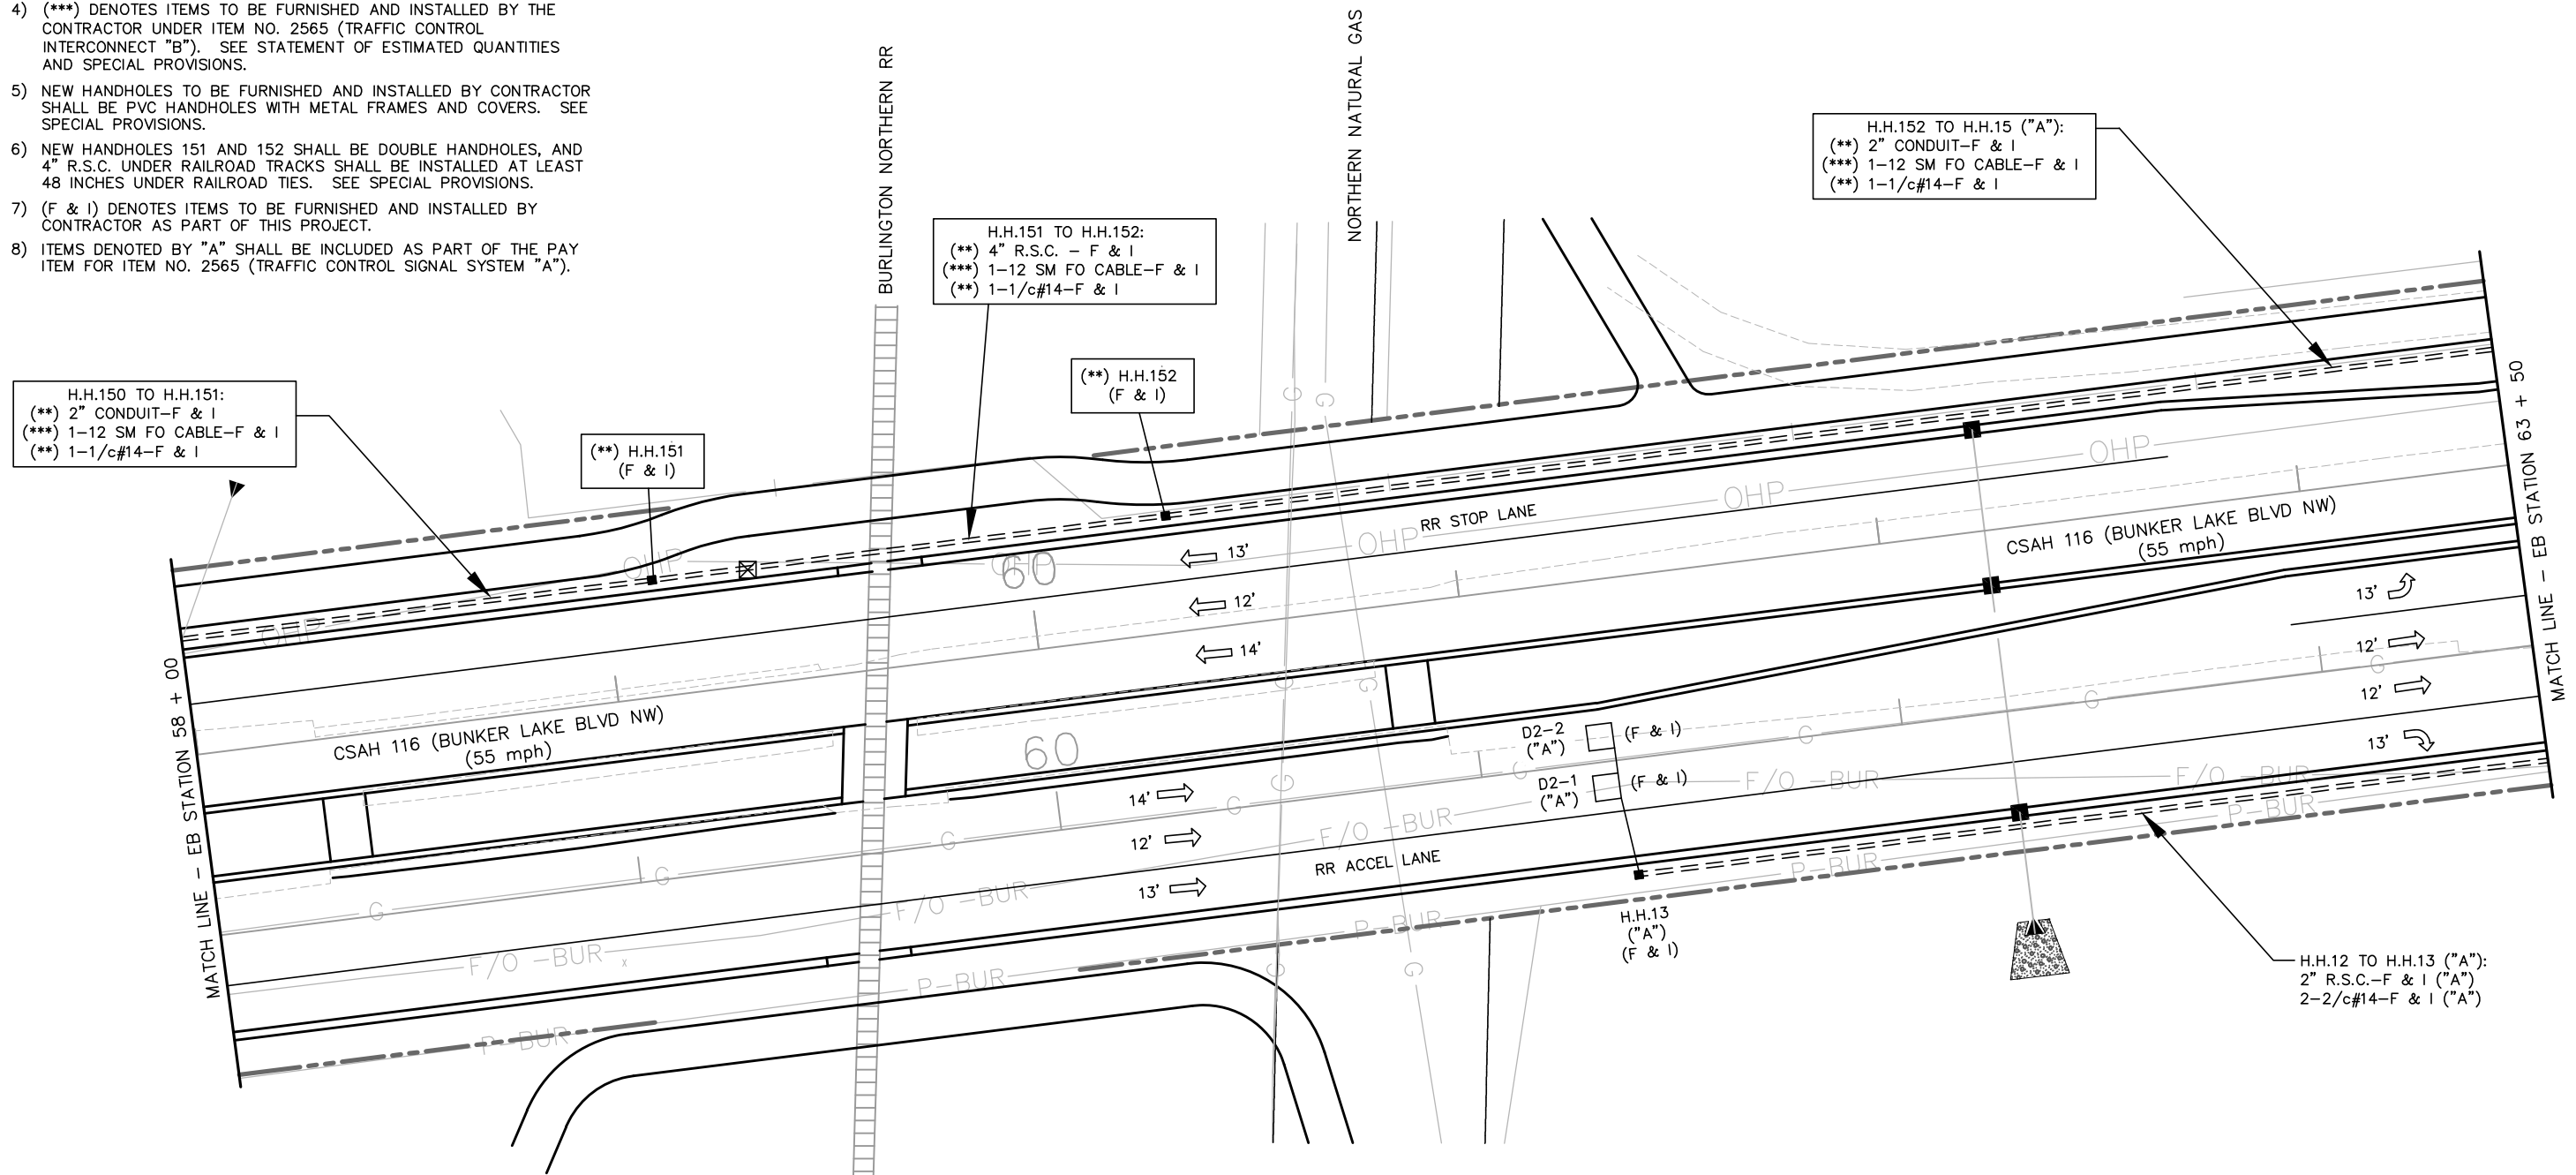 4) (***) DENOTES ITEMS TO BE FURNISHED AND INSTALLED BY THE
CONTRACTOR UNDER ITEM NO. 2565 (TRAFFIC CONTROL
INTERCONNECT "B"). SEE STATEMENT OF ESTIMATED QUANTITIES
AND SPECIAL PROVISIONS.
5) NEW HANDHOLES TO BE FURNISHED AND INSTALLED BY CONTRACTOR
SHALL BE PVC HANDHOLES WITH METAL FRAMES AND COVERS. SEE
SPECIAL PROVISIONS.
6) NEW HANDHOLES 151 AND 152 SHALL BE DOUBLE HANDHOLES, AND
4" R.S.C. UNDER RAILROAD TRACKS SHALL BE INSTALLED AT LEAST
48 INCHES UNDER RAILROAD TIES. SEE SPECIAL PROVISIONS.
7) (F & I) DENOTES ITEMS TO BE FURNISHED AND INSTALLED BY
CONTRACTOR AS PART OF THIS PROJECT.
8) ITEMS DENOTED BY "A" SHALL BE INCLUDED AS PART OF THE PAY
ITEM FOR ITEM NO. 2565 (TRAFFIC CONTROL SIGNAL SYSTEM "A").
BURLINGTON NORTHERN RR
NORTHERN NATURAL GAS
H.H.152 TO H.H.15 ("A"):
(**) 2" CONDUIT-F & I
(***) 1-12 SM FO CABLE-F & I
(**) 1-1/c#14-F & I
H.H.151 TO H.H.152:
(**) 4" R.S.C. - F & I
(***) 1-12 SM FO CABLE-F & I
(**) 1-1/c#14-F & I
(**) H.H.152
(F & I)
H.H.150 TO H.H.151:
(**) 2" CONDUIT-F & I
(***) 1-12 SM FO CABLE-F & I
(**) 1-1/c#14-F & I
(**) H.H.151
(F & I)
G
G
OHP
OHP
OHP
OHP
OHP
OHP
RR STOP LANE
60
13'
12'
14'
CSAH 116 (BUNKER LAKE BLVD NW)
(55 mph)
MATCH LINE - EB STATION 63 + 50
13'
12'
12'
13'
MATCH LINE - EB STATION 58 + 00
CSAH 116 (BUNKER LAKE BLVD NW)
(55 mph)
60
G
G
G
G
G
G
G
G
G
G
D2-2
("A")
(F & I)
D2-1
("A")
(F & I)
14'
12'
13'
RR ACCEL LANE
F/O -BUR
F/O -BUR
F/O -BUR
F/O -BUR
F/O -BUR
x
P-BUR
P-BUR
P-BUR
P-BUR
P-BUR
G
G
H.H.13
("A")
(F & I)
H.H.12 TO H.H.13 ("A"):
2" R.S.C.-F & I ("A")
2-2/c#14-F & I ("A")